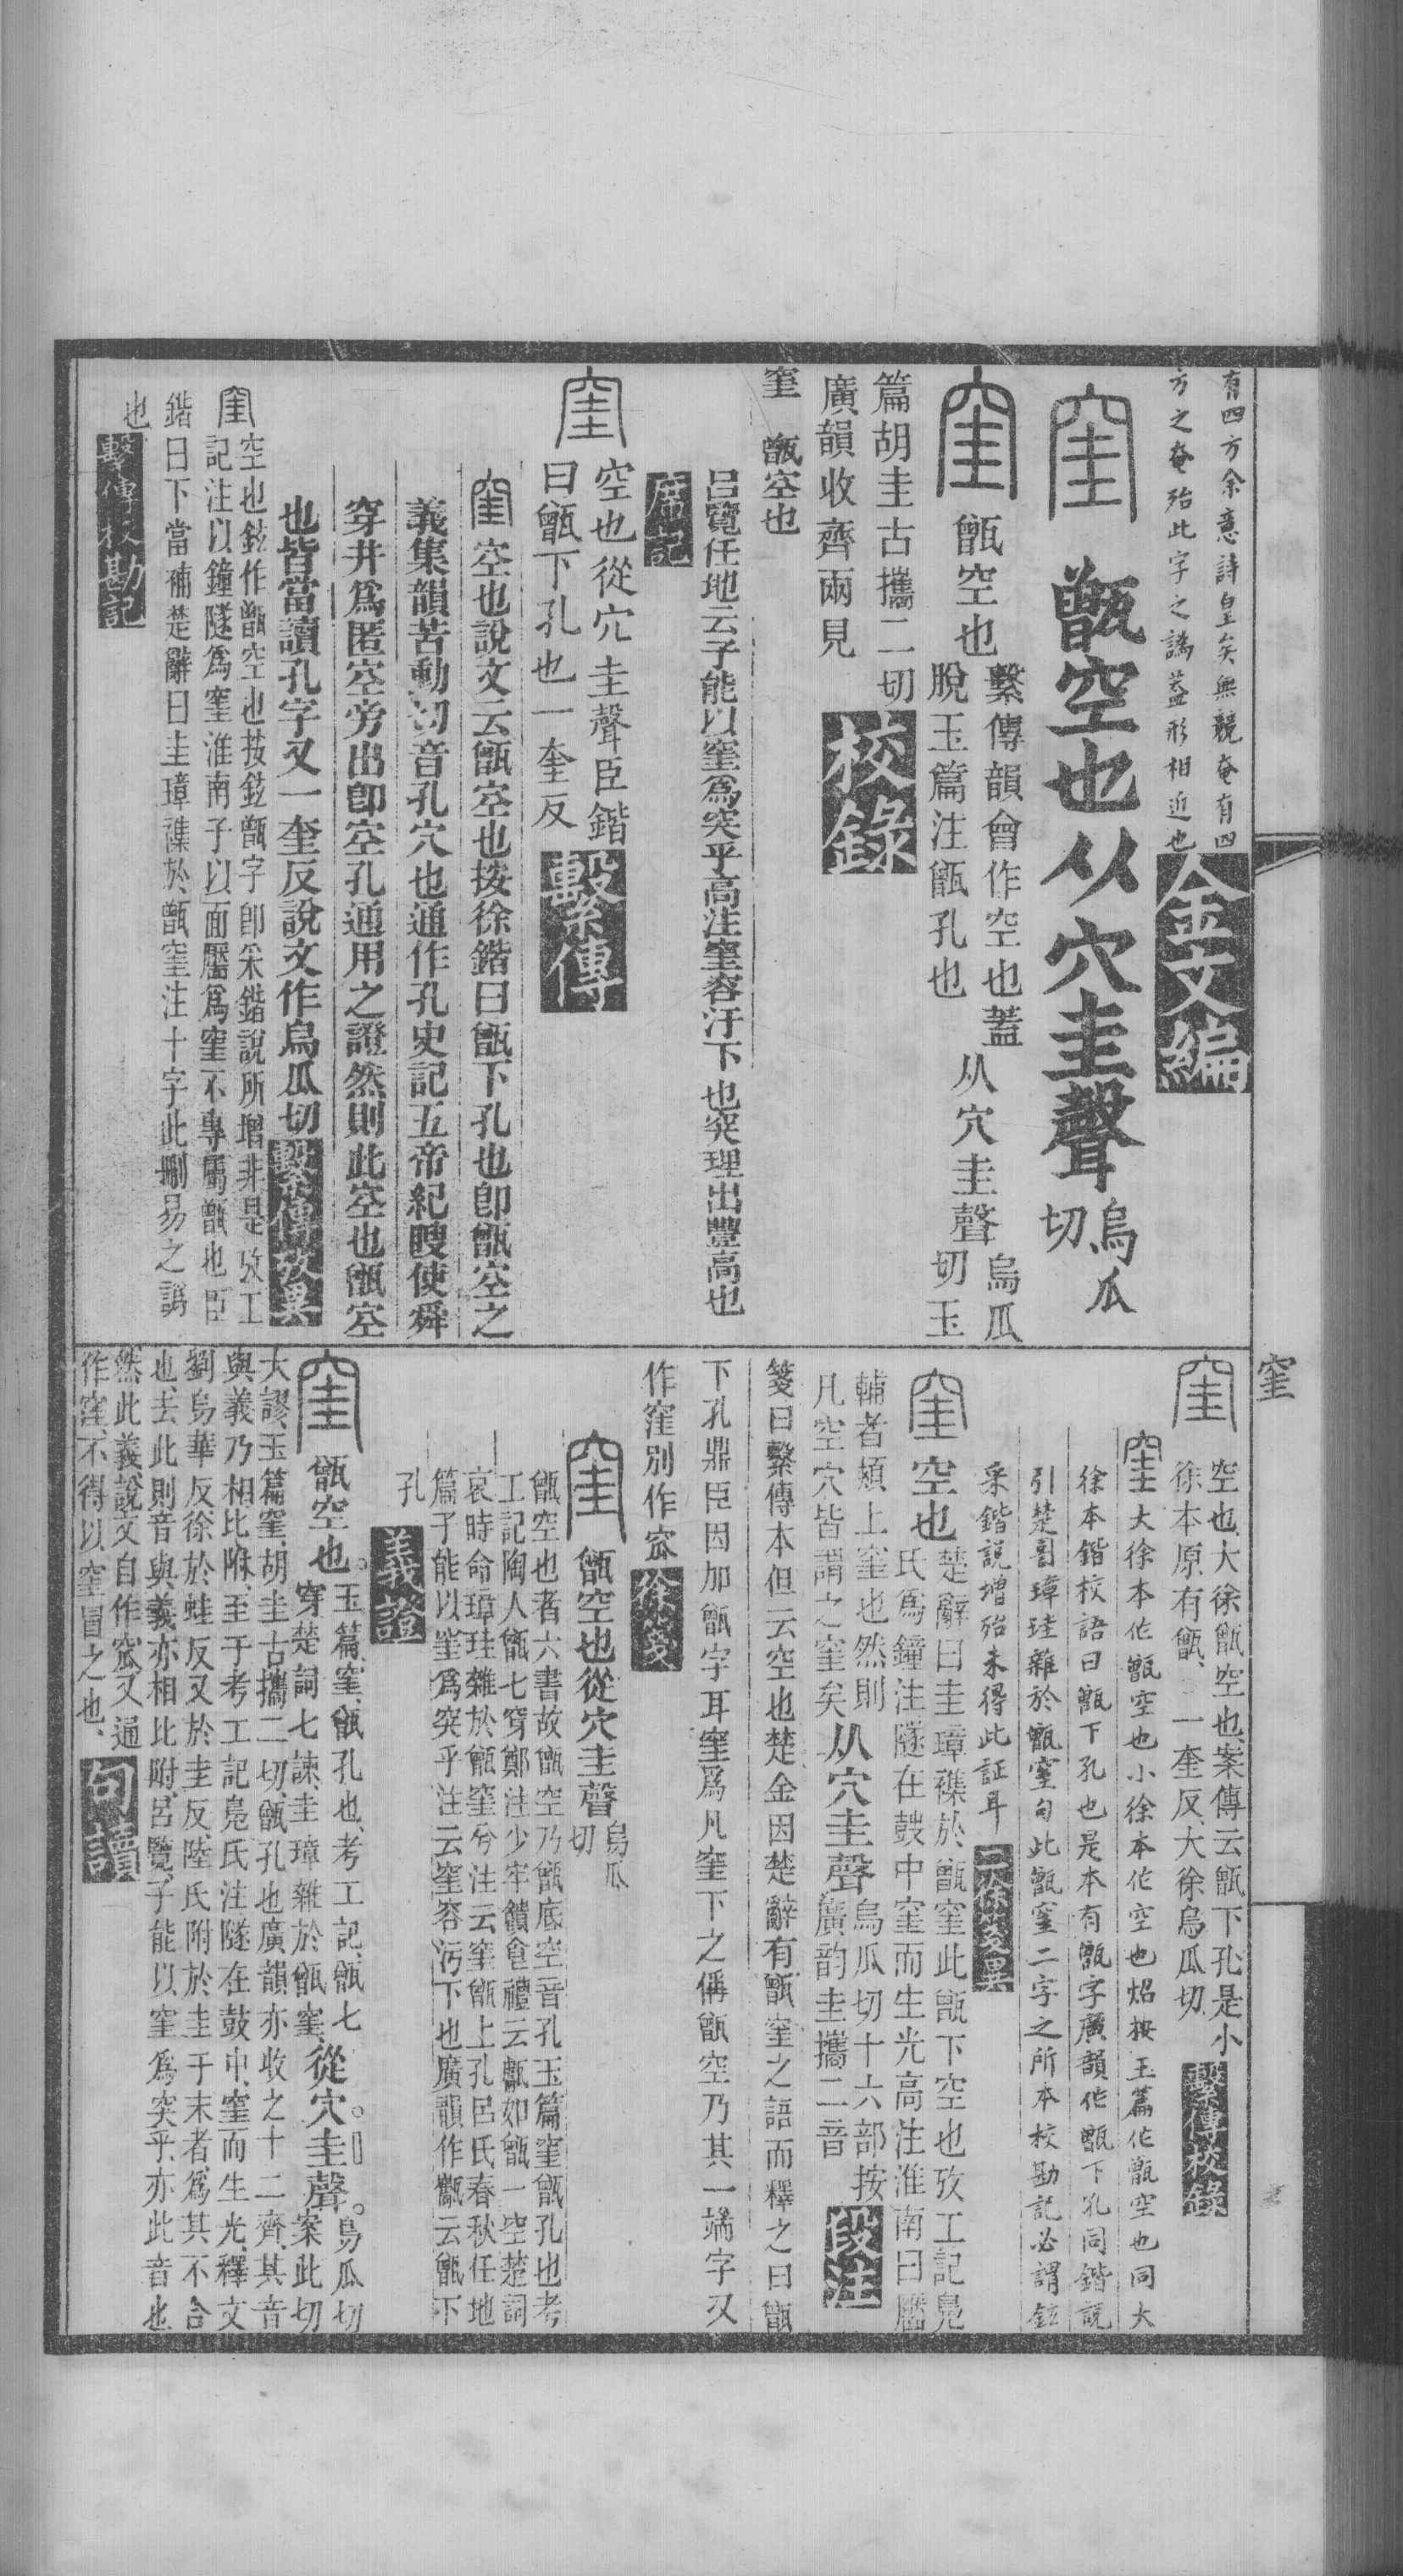 有四方余意詩皇矣無競奄有四
方之奄殆此字之譌蓋形相近也
金文編
窐
甑空也从穴圭聲
烏瓜
切
窐
甑空也
繫傳韻會作空也蓋
脫玉篇注甑孔也
从穴圭聲
烏瓜
切玉
篇胡圭古攜二切
廣韻收齊兩見
校錄
窐 甑空也
呂覽任地云子能以窐爲突乎高注窐容汙下也突理出豐高也
席記
窐
空也從穴圭聲臣鍇
曰甑下孔也一奎反
繫傳
窐空也說文云甑空也按徐鍇曰甑下孔也卽甑空之
義集韻苦動切音孔穴也通作孔史記五帝紀瞍使舜
穿井爲匿空旁出卽空孔通用之證然則此空也甑空
也皆當讀孔字又一奎反說文作烏瓜切
繫傳攷異
窐
空也鉉作甑空也按鉉甑字卽采鍇說所增非是攷工
記注以鐘隧爲窐淮南子以靨爲窐不專屬甑也臣
鍇曰下當補楚辭曰圭璋襍於甑窐注十字此刪易之譌
也
繫傳校勘記
窐
窐
空也大徐甑空也案傳云甑下孔是小
徐本原有甑、一奎反大徐烏瓜切
繫傳校錄
窐大徐本作甑空也小徐本作空也炤按玉篇作甑空也同大
徐本鍇校語曰甑下孔也是本有甑字廣韻作甑下孔同鍇說
引楚辭璋珪雜於甑窐句此甑窐二字之所本校勘記必謂鉉
采鍇說增殆未得此証耳
二徐箋異
窐
空也
楚辭曰圭璋襍於甑窐此甑下空也攷工記鳧
氏爲鐘注隧在鼓中窐而生光高注淮南曰靨
輔者頰上窐也然則
凡空穴皆謂之窐矣
从穴圭聲
烏瓜切十六部按
廣韵圭攜二音
段注
箋曰繫傳本但云空也楚金因楚辭有甑窐之語而釋之曰甑
下孔鼎臣因加甑字耳窐爲凡窐下之偁甑空乃其一耑字又
作窪別作窊
徐箋
窐
甑空也從穴圭聲
烏瓜
切
甑空也者六書故甑空乃甑底空音孔玉篇窐甑孔也考
工記陶人甑七穿鄭注少牢饋食禮云甗如甑一空楚詞
哀時命璋珪雜於甑窐兮注云窐甑上孔呂氏春秋任地
篇子能以窐爲突乎注云窐容汚下也廣韻作䆪云甑下
孔
義證
窐
甑空也。
玉篇窐、甑孔也、考工記、甑七
穿楚詞七諫圭璋雜於甑窐、
從穴。圭聲。
烏瓜切
案此切
大謬、玉篇窐、胡圭古攜二切、甑孔也廣韻亦收之十二齊其音
與義乃相比附、至于考工記鳧氏注隧在鼓中、窐而生光、釋文
劉烏華反徐於蛙反又於圭反陸氏附於圭于末者、爲其不合
也、去此則音與義亦相比附、呂覽、子能以窐爲突乎、亦此音也
然此義、說文自作窊、又通
作窪、不得以窐冒之也、
句讀